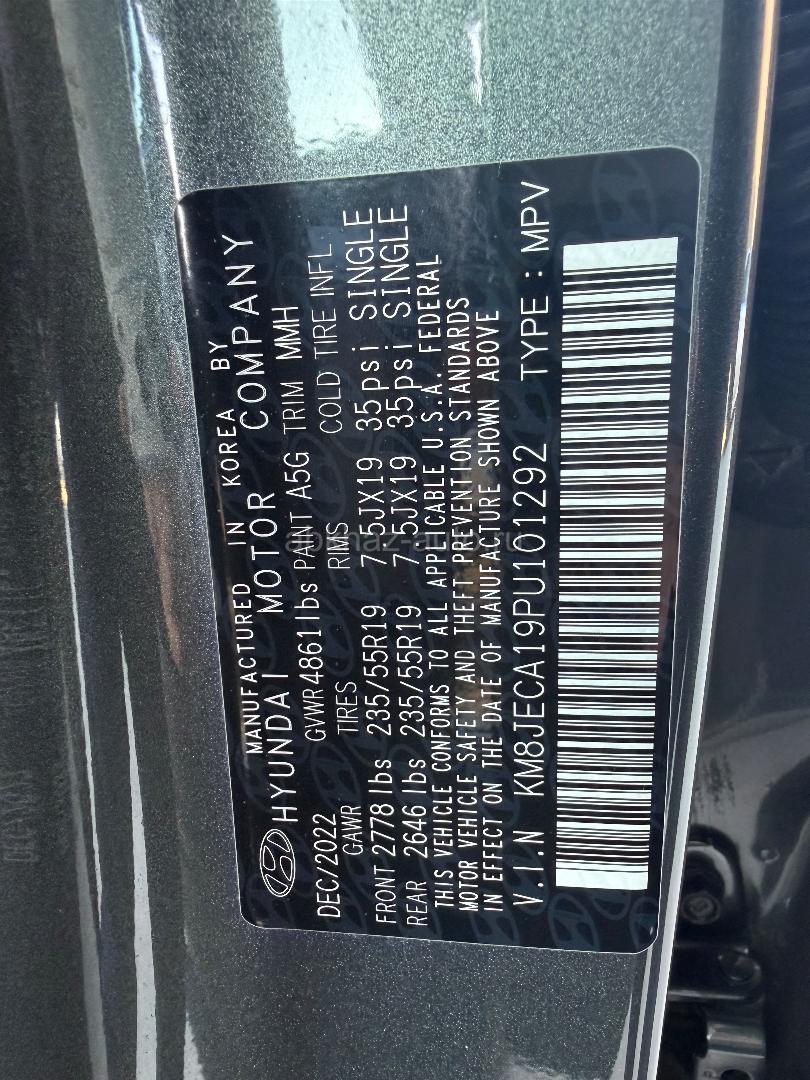 MANUFACTURED IN KOREA BY
HYUNDAI MOTOR COMPANY
DEC/2022 GVWR 4861lbs PAINT A5G TRIM MMH
GAWR TIRES RIMS COLD TIRE INFL.
FRONT 2778 lbs 235/55R19 7.5JX19 35psi SINGLE
REAR 2646 lbs 235/55R19 7.5JX19 35psi SINGLE
THIS VEHICLE CONFORMS TO ALL APPLICABLE U.S.A. FEDERAL
MOTOR VEHICLE SAFETY AND THEFT PREVENTION STANDARDS
IN EFFECT ON THE DATE OF MANUFACTURE SHOWN ABOVE
V.I.N KM8JECA19PU101292 TYPE : MPV